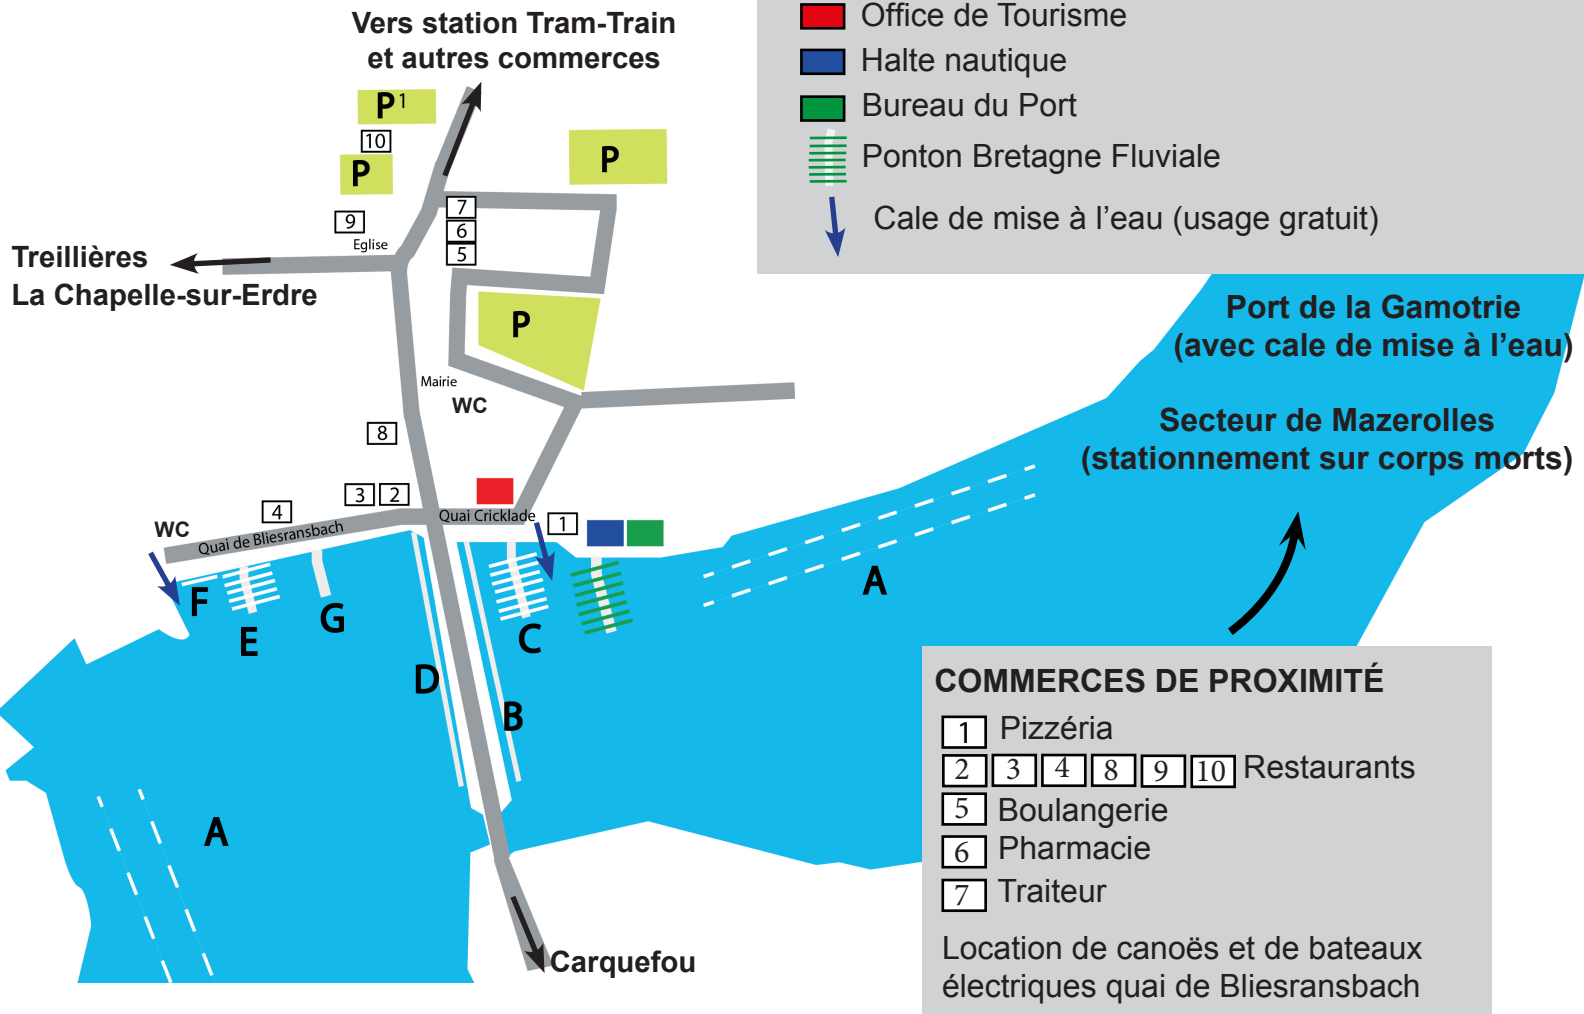 Vers station Tram-Train
et autres commerces
P 1
10
P
P
9
Eglise
7
6
5
Treillières
La Chapelle-sur-Erdre
P
Mairie
WC
8
3
2
4
Quai Cricklade
1
WC
Quai de Bliesransbach
F
E
G
C
D
B
A
A
Carquefou
Office de Tourisme
Halte nautique
Bureau du Port
Ponton Bretagne Fluviale
Cale de mise à l’eau (usage gratuit)
Port de la Gamotrie
(avec cale de mise à l’eau)
Secteur de Mazerolles
(stationnement sur corps morts)
COMMERCES DE PROXIMITÉ
1 Pizzéria
2 3 4 8 9 10 Restaurants
5 Boulangerie
6 Pharmacie
7 Traiteur
Location de canoës et de bateaux
électriques quai de Bliesransbach